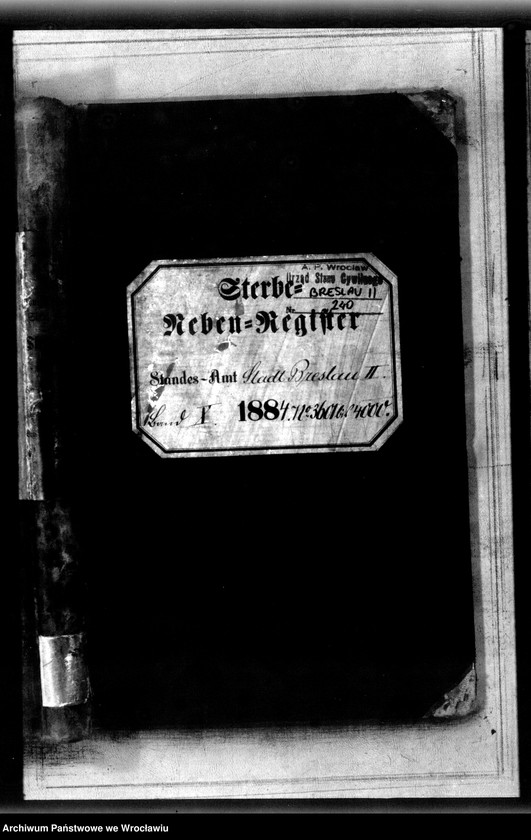 A. P. Wrocław
Urząd Stanu Cywilnego
BRESLAU II
Nr 240
Sterbe=
Neben=Register
Standes-Amt Stadt Breslau II.
Band V. 1884. No 3601 bis 4000.
Archiwum Państwowe we Wrocławiu